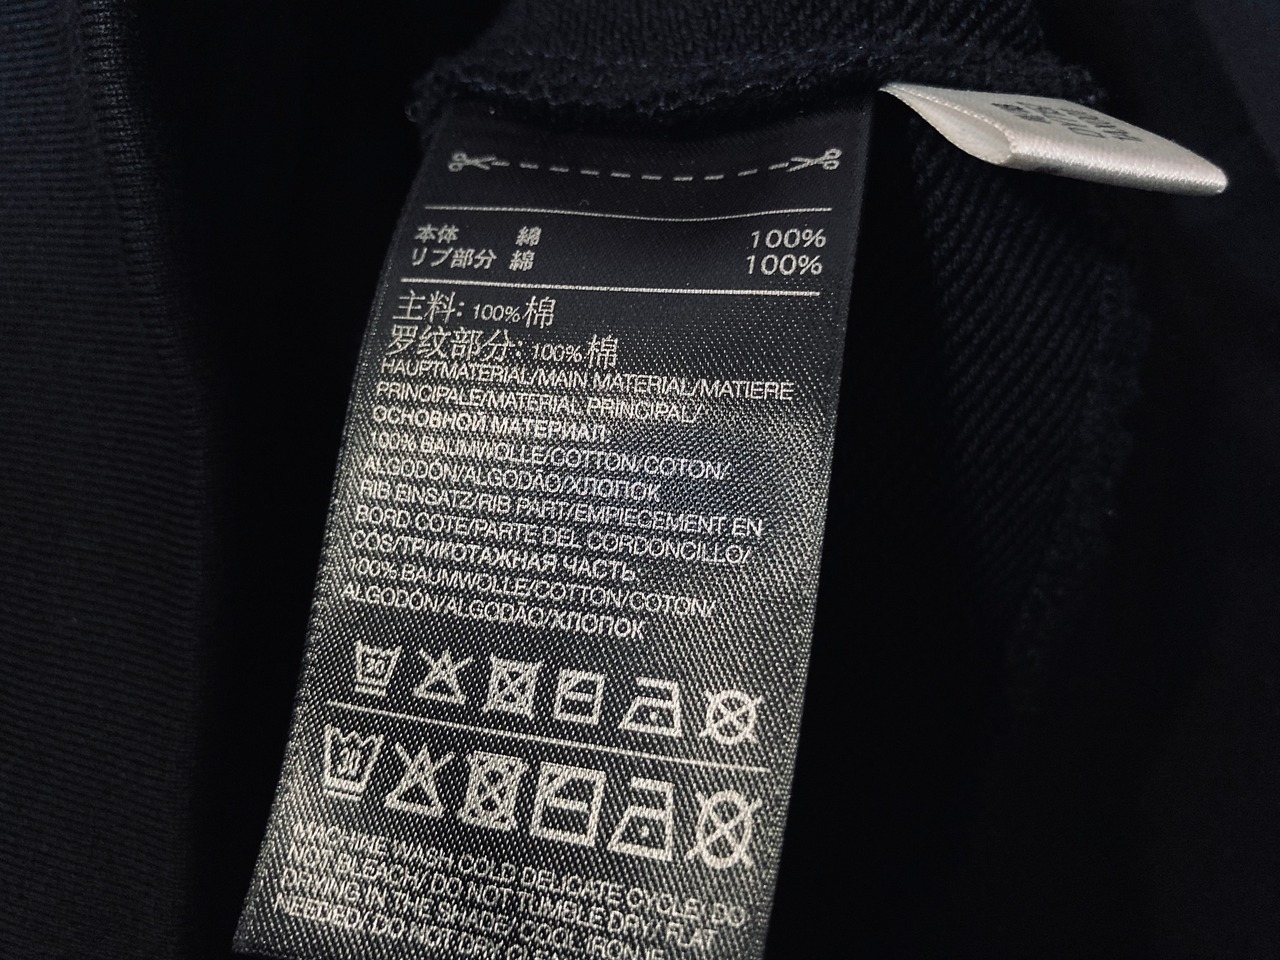 本体 綿 100%
リブ部分 綿 100%
主料: 100%棉
罗纹部分: 100%棉
HAUPTMATERIAL/MAIN MATERIAL/MATIERE
PRINCIPALE/MATERIAL PRINCIPAL/
ОСНОВНОЙ МАТЕРИАЛ:
100% BAUMWOLLE/COTTON/COTON/
ALGODON/ALGODÃO/ХЛОПОК
RIB EINSATZ/RIB PART/EMPIECEMENT EN
BORD COTE/PARTE DEL CORDONCILLO/
COS/ТРИКОТАЖНАЯ ЧАСТЬ
100% BAUMWOLLE/COTTON/COTON/
ALGODON/ALGODÃO/ХЛОПОК
30
MACHINE WASH COLD DELICATE CYCLE/ DO
NOT BLEACH/ DO NOT TUMBLE DRY/ FLAT
DRYING IN THE SHADE/ COOL IRON IF
NEEDED/ DO NOT DRY CLEAN